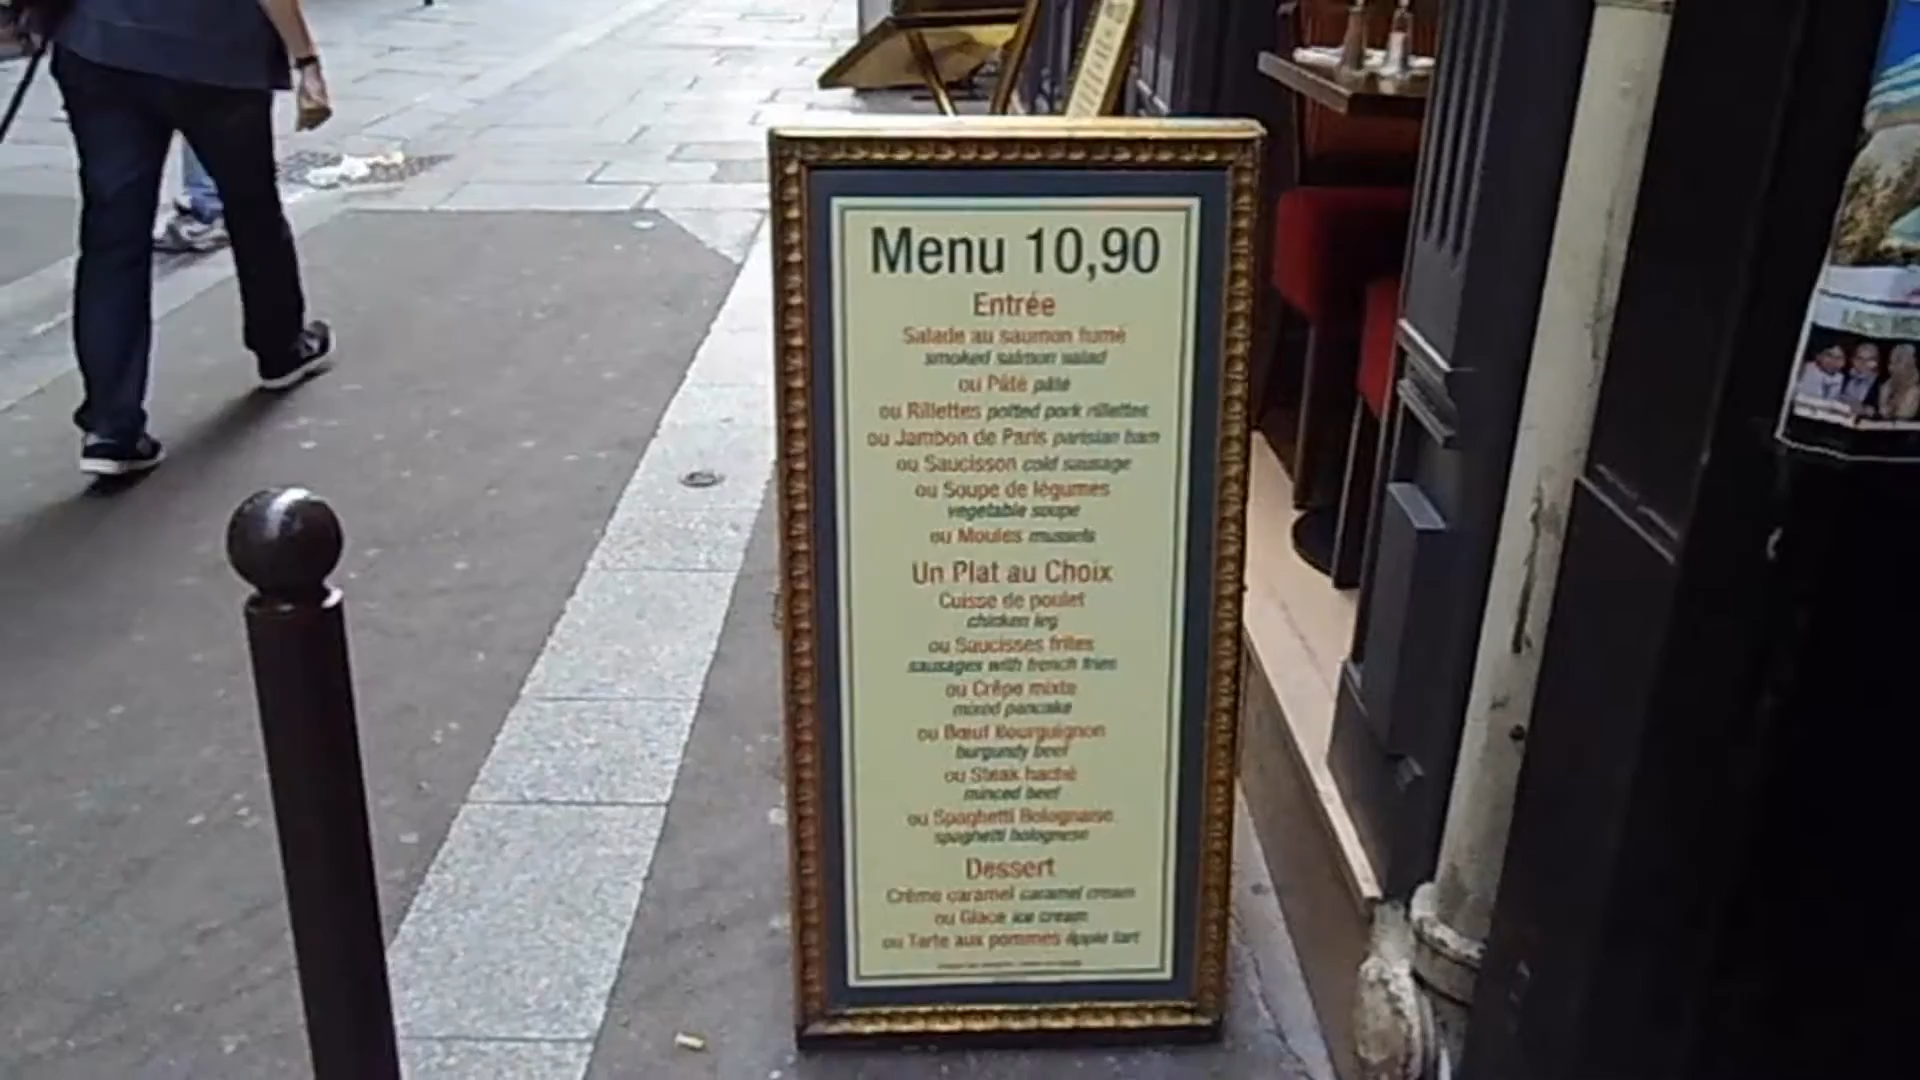 Menu 10,90
Entrée
Salade au saumon fumé
smoked salmon salad
ou Pâté pâté
ou Rillettes potted pork rillettes
ou Jambon de Paris parisian ham
ou Saucisson cold sausage
ou Soupe de légumes
vegetable soupe
ou Moules mussels
Un Plat au Choix
Cuisse de poulet
chicken leg
ou Saucisses frites
sausages with french fries
ou Crêpe mixte
mixed pancake
ou Bœuf Bourguignon
burgundy beef
ou Steak haché
minced beef
ou Spaghetti Bolognaise
spaghetti bolognese
Dessert
Crème caramel caramel cream
ou Glace ice cream
ou Tarte aux pommes apple tart